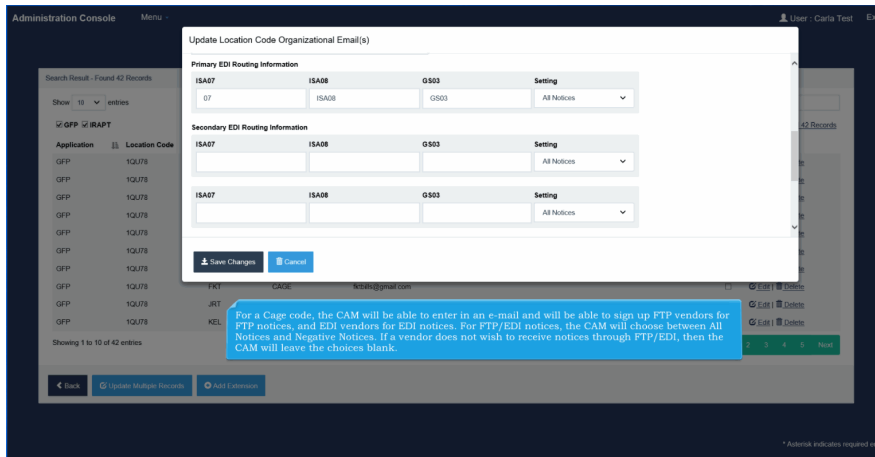 Administration Console Menu
User : Carla Test Ex
Update Location Code Organizational Email(s)
Primary EDI Routing Information
ISA07 ISA08 GS03 Setting
07 ISA08 GS03 All Notices
Secondary EDI Routing Information
ISA07 ISA08 GS03 Setting
All Notices
ISA07 ISA08 GS03 Setting
All Notices
Save Changes Cancel
Search Result - Found 42 Records
Show 10 entries
GFP IRAPT 42 Records
Application Location Code
GFP 1QU78
GFP 1QU78
GFP 1QU78
GFP 1QU78
GFP 1QU78
GFP 1QU78
GFP 1QU78
GFP 1QU78 FKT CAGE fktbills@gmail.com Edit | Delete
GFP 1QU78 JRT Edit | Delete
GFP 1QU78 KEL Edit | Delete
For a Cage code, the CAM will be able to enter in an e-mail and will be able to sign up FTP vendors for
FTP notices, and EDI vendors for EDI notices. For FTP/EDI notices, the CAM will choose between All
Notices and Negative Notices. If a vendor does not wish to receive notices through FTP/EDI, then the
CAM will leave the choices blank.
Showing 1 to 10 of 42 entries 2 3 4 5 Next
Back Update Multiple Records Add Extension
* Asterisk indicates required en